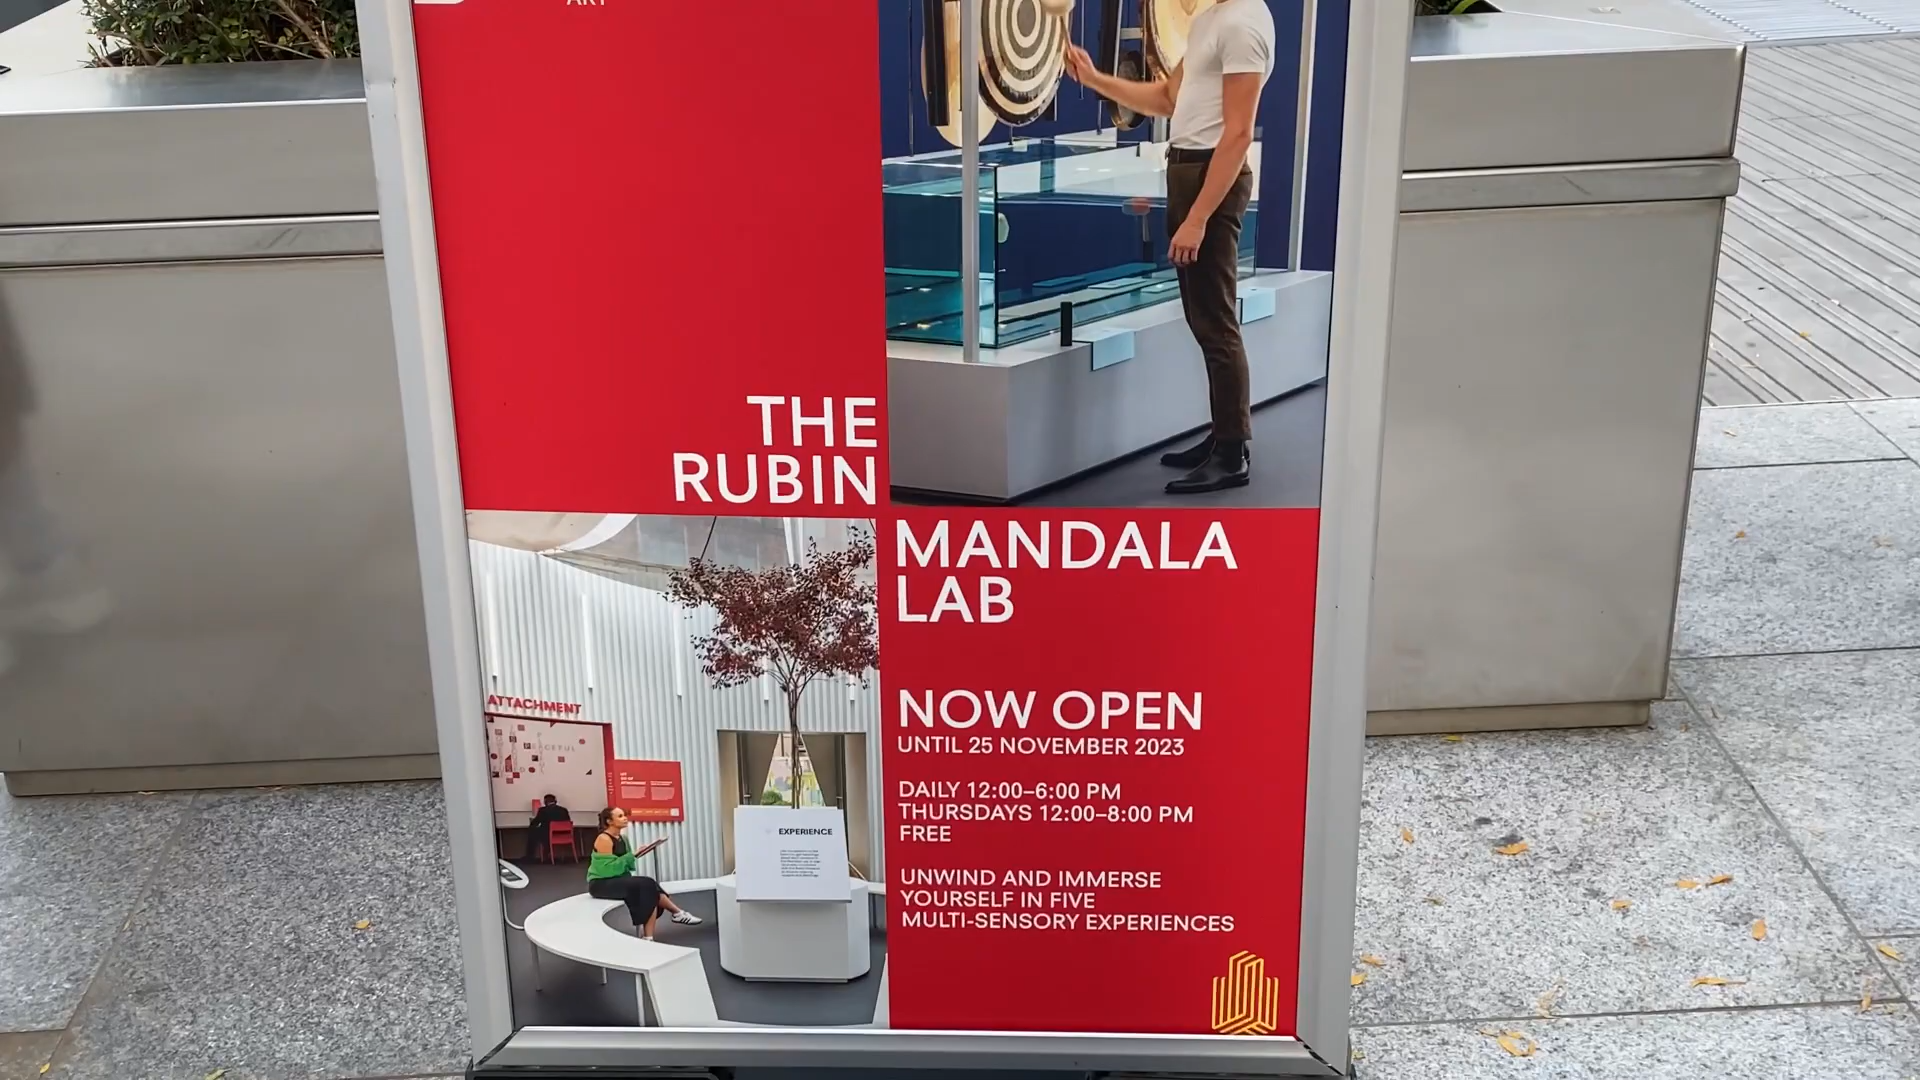 ART
THE
RUBIN
MANDALA
LAB
NOW OPEN
UNTIL 25 NOVEMBER 2023
DAILY 12:00–6:00 PM
THURSDAYS 12:00–8:00 PM
FREE
UNWIND AND IMMERSE
YOURSELF IN FIVE
MULTI-SENSORY EXPERIENCES
ATTACHMENT
EXPERIENCE